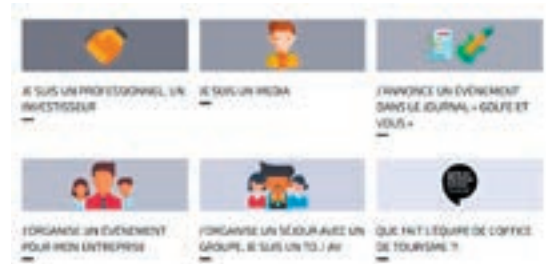 JE SUIS UN PROFESSIONNEL, UN
INVESTISSEUR
JE SUIS UN MEDIA
J'ANNONCE UN ÉVÉNEMENT
DANS LE JOURNAL « GOLFE ET
VOUS »
J'ORGANISE UN ÉVÉNEMENT
POUR MON ENTREPRISE
J'ORGANISE UN SÉJOUR AVEC UN
GROUPE, JE SUIS UN TO / AV
QUE FAIT L'ÉQUIPE DE L'OFFICE
DE TOURISME ?